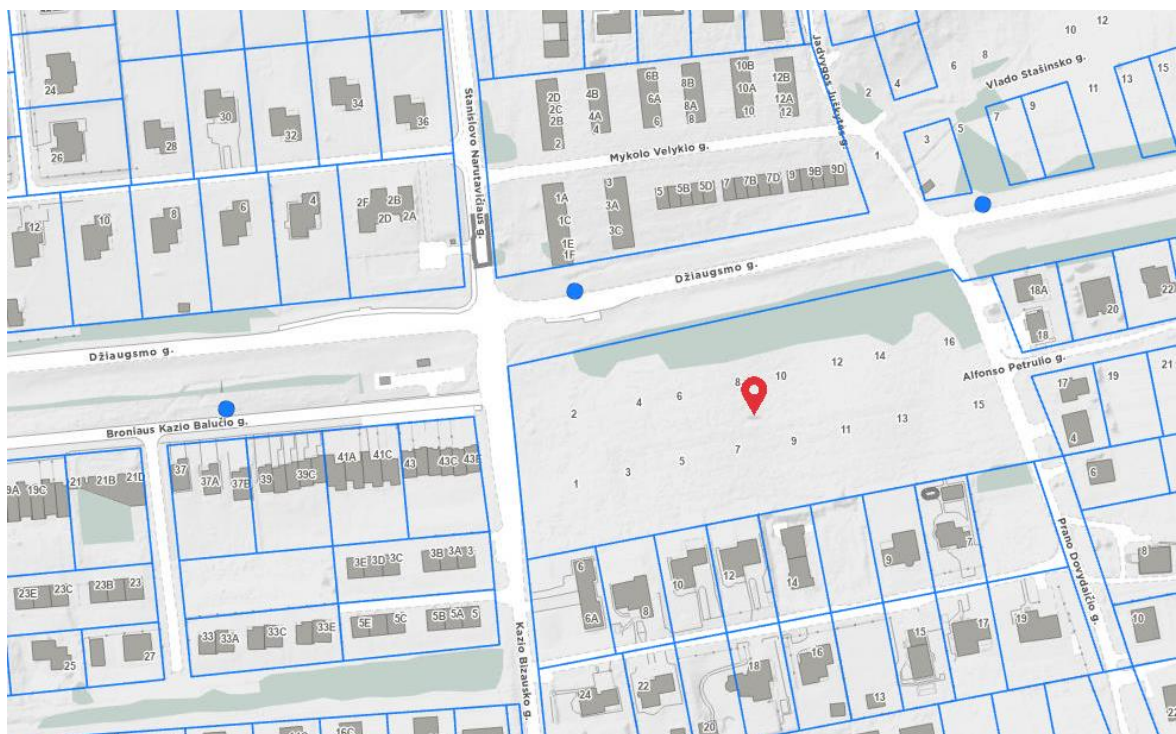 12
10
8
6
4
2
Vlado Stašinsko g.
15
13
11
9
7
5
3
1
Jadvygos Juškytės g.
24
26
28
30
32
34
36
Stanislovo Narutavičiaus g.
2D
2C
2B
2
4B
4A
4
6B
6A
6
8B
8A
8
10B
10A
10
12B
12A
12
Mykolo Velykio g.
1A
1C
1E
1F
3
3A
3C
5
5B
5D
7
7B
7D
9
9B
9D
12
10
8
6
4
2F
2D
2B
2A
Džiaugsmo g.
Džiaugsmo g.
Broniaus Kazio Balučio g.
18A
18
20
22
Alfonso Petrulio g.
2
4
6
8
10
12
14
16
1
3
5
7
9
11
13
15
17
19
21
4
6
9A
19C
21
21B
21D
37
37A
37B
39
39C
41A
41C
43
43C
43E
3E
3D
3C
3B
3A
3
23E
23C
23B
23
33
33A
33C
33E
5E
5C
5B
5A
5
25
27
Kazio Bizausko g.
6
6A
8
10
12
14
9
7
24
22
20
18
16
13
15
17
19
Prano Dovydaičio g.
8
10
22
16C